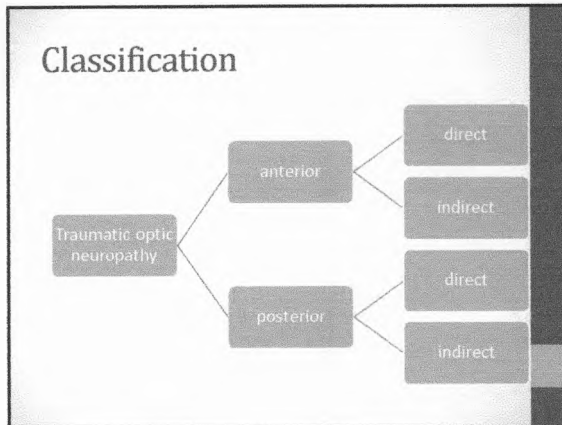 Classification
Traumatic optic
neuropathy
anterior
direct
indirect
posterior
direct
indirect